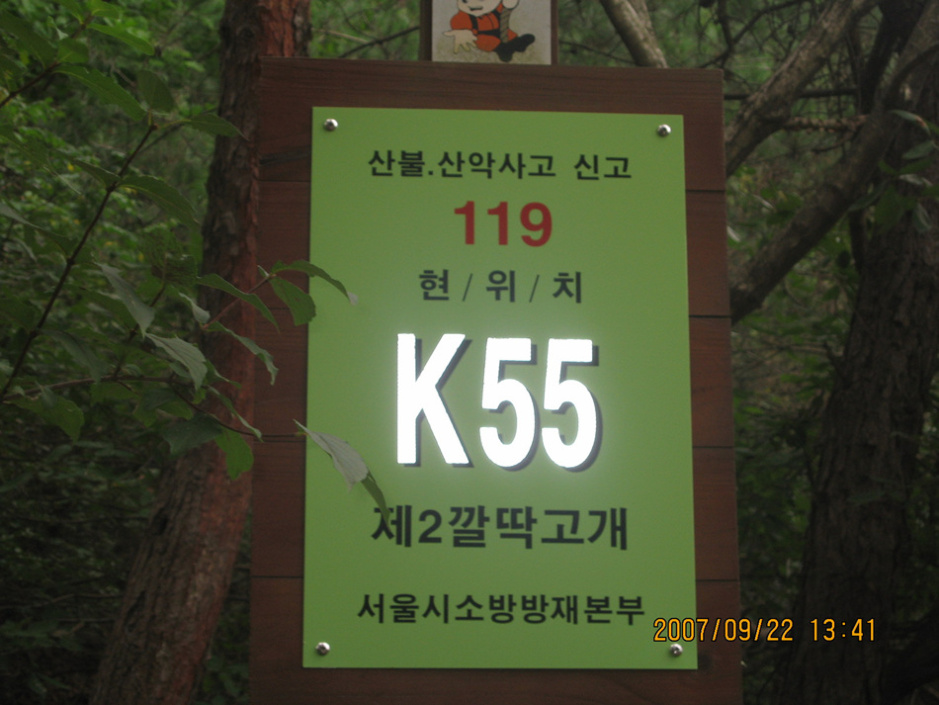 산불.산악사고 신고
119
현/위/치
K55
제2깔딱고개
서울시소방방재본부
2007/09/22 13:41